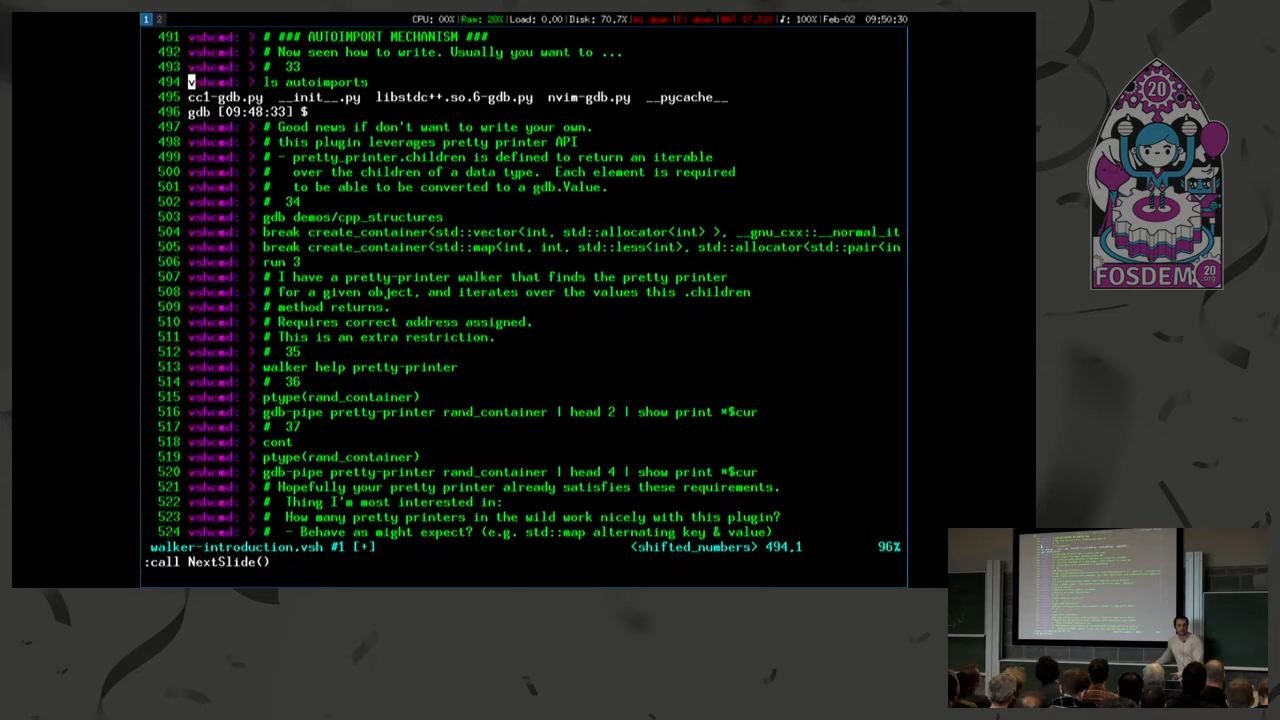 1 2 CPU: 00%|Ram: 28%|Load: 0,00|Disk: 70,7%|W: down|E: down| |♪: 100%|Feb-02 09:50:30
491 vshcmd: > # ### AUTOIMPORT MECHANISM ###
492 vshcmd: > # Now seen how to write. Usually you want to ...
493 vshcmd: > # 33
494 vshcmd: > ls autoimports
495 cc1-gdb.py __init__.py libstdc++.so.6-gdb.py nvim-gdb.py __pycache__
496 gdb [09:48:33] $
497 vshcmd: > # Good news if don't want to write your own.
498 vshcmd: > # this plugin leverages pretty printer API
499 vshcmd: > # - pretty_printer.children is defined to return an iterable
500 vshcmd: > # over the children of a data type. Each element is required
501 vshcmd: > # to be able to be converted to a gdb.Value.
502 vshcmd: > # 34
503 vshcmd: > gdb demos/cpp_structures
504 vshcmd: > break create_container<std::vector<int, std::allocator<int> >, __gnu_cxx::__normal_it
505 vshcmd: > break create_container<std::map<int, int, std::less<int>, std::allocator<std::pair<in
506 vshcmd: > run 3
507 vshcmd: > # I have a pretty-printer walker that finds the pretty printer
508 vshcmd: > # for a given object, and iterates over the values this .children
509 vshcmd: > # method returns.
510 vshcmd: > # Requires correct address assigned.
511 vshcmd: > # This is an extra restriction.
512 vshcmd: > # 35
513 vshcmd: > walker help pretty-printer
514 vshcmd: > # 36
515 vshcmd: > ptype(rand_container)
516 vshcmd: > gdb-pipe pretty-printer rand_container | head 2 | show print *$cur
517 vshcmd: > # 37
518 vshcmd: > cont
519 vshcmd: > ptype(rand_container)
520 vshcmd: > gdb-pipe pretty-printer rand_container | head 4 | show print *$cur
521 vshcmd: > # Hopefully your pretty printer already satisfies these requirements.
522 vshcmd: > # Thing I'm most interested in:
523 vshcmd: > # How many pretty printers in the wild work nicely with this plugin?
524 vshcmd: > # - Behave as might expect? (e.g. std::map alternating key & value)
walker-introduction.vsh #1 [+] <shifted_numbers> 494,1 96%
:call NextSlide()
20
FOSDEM
20
.org